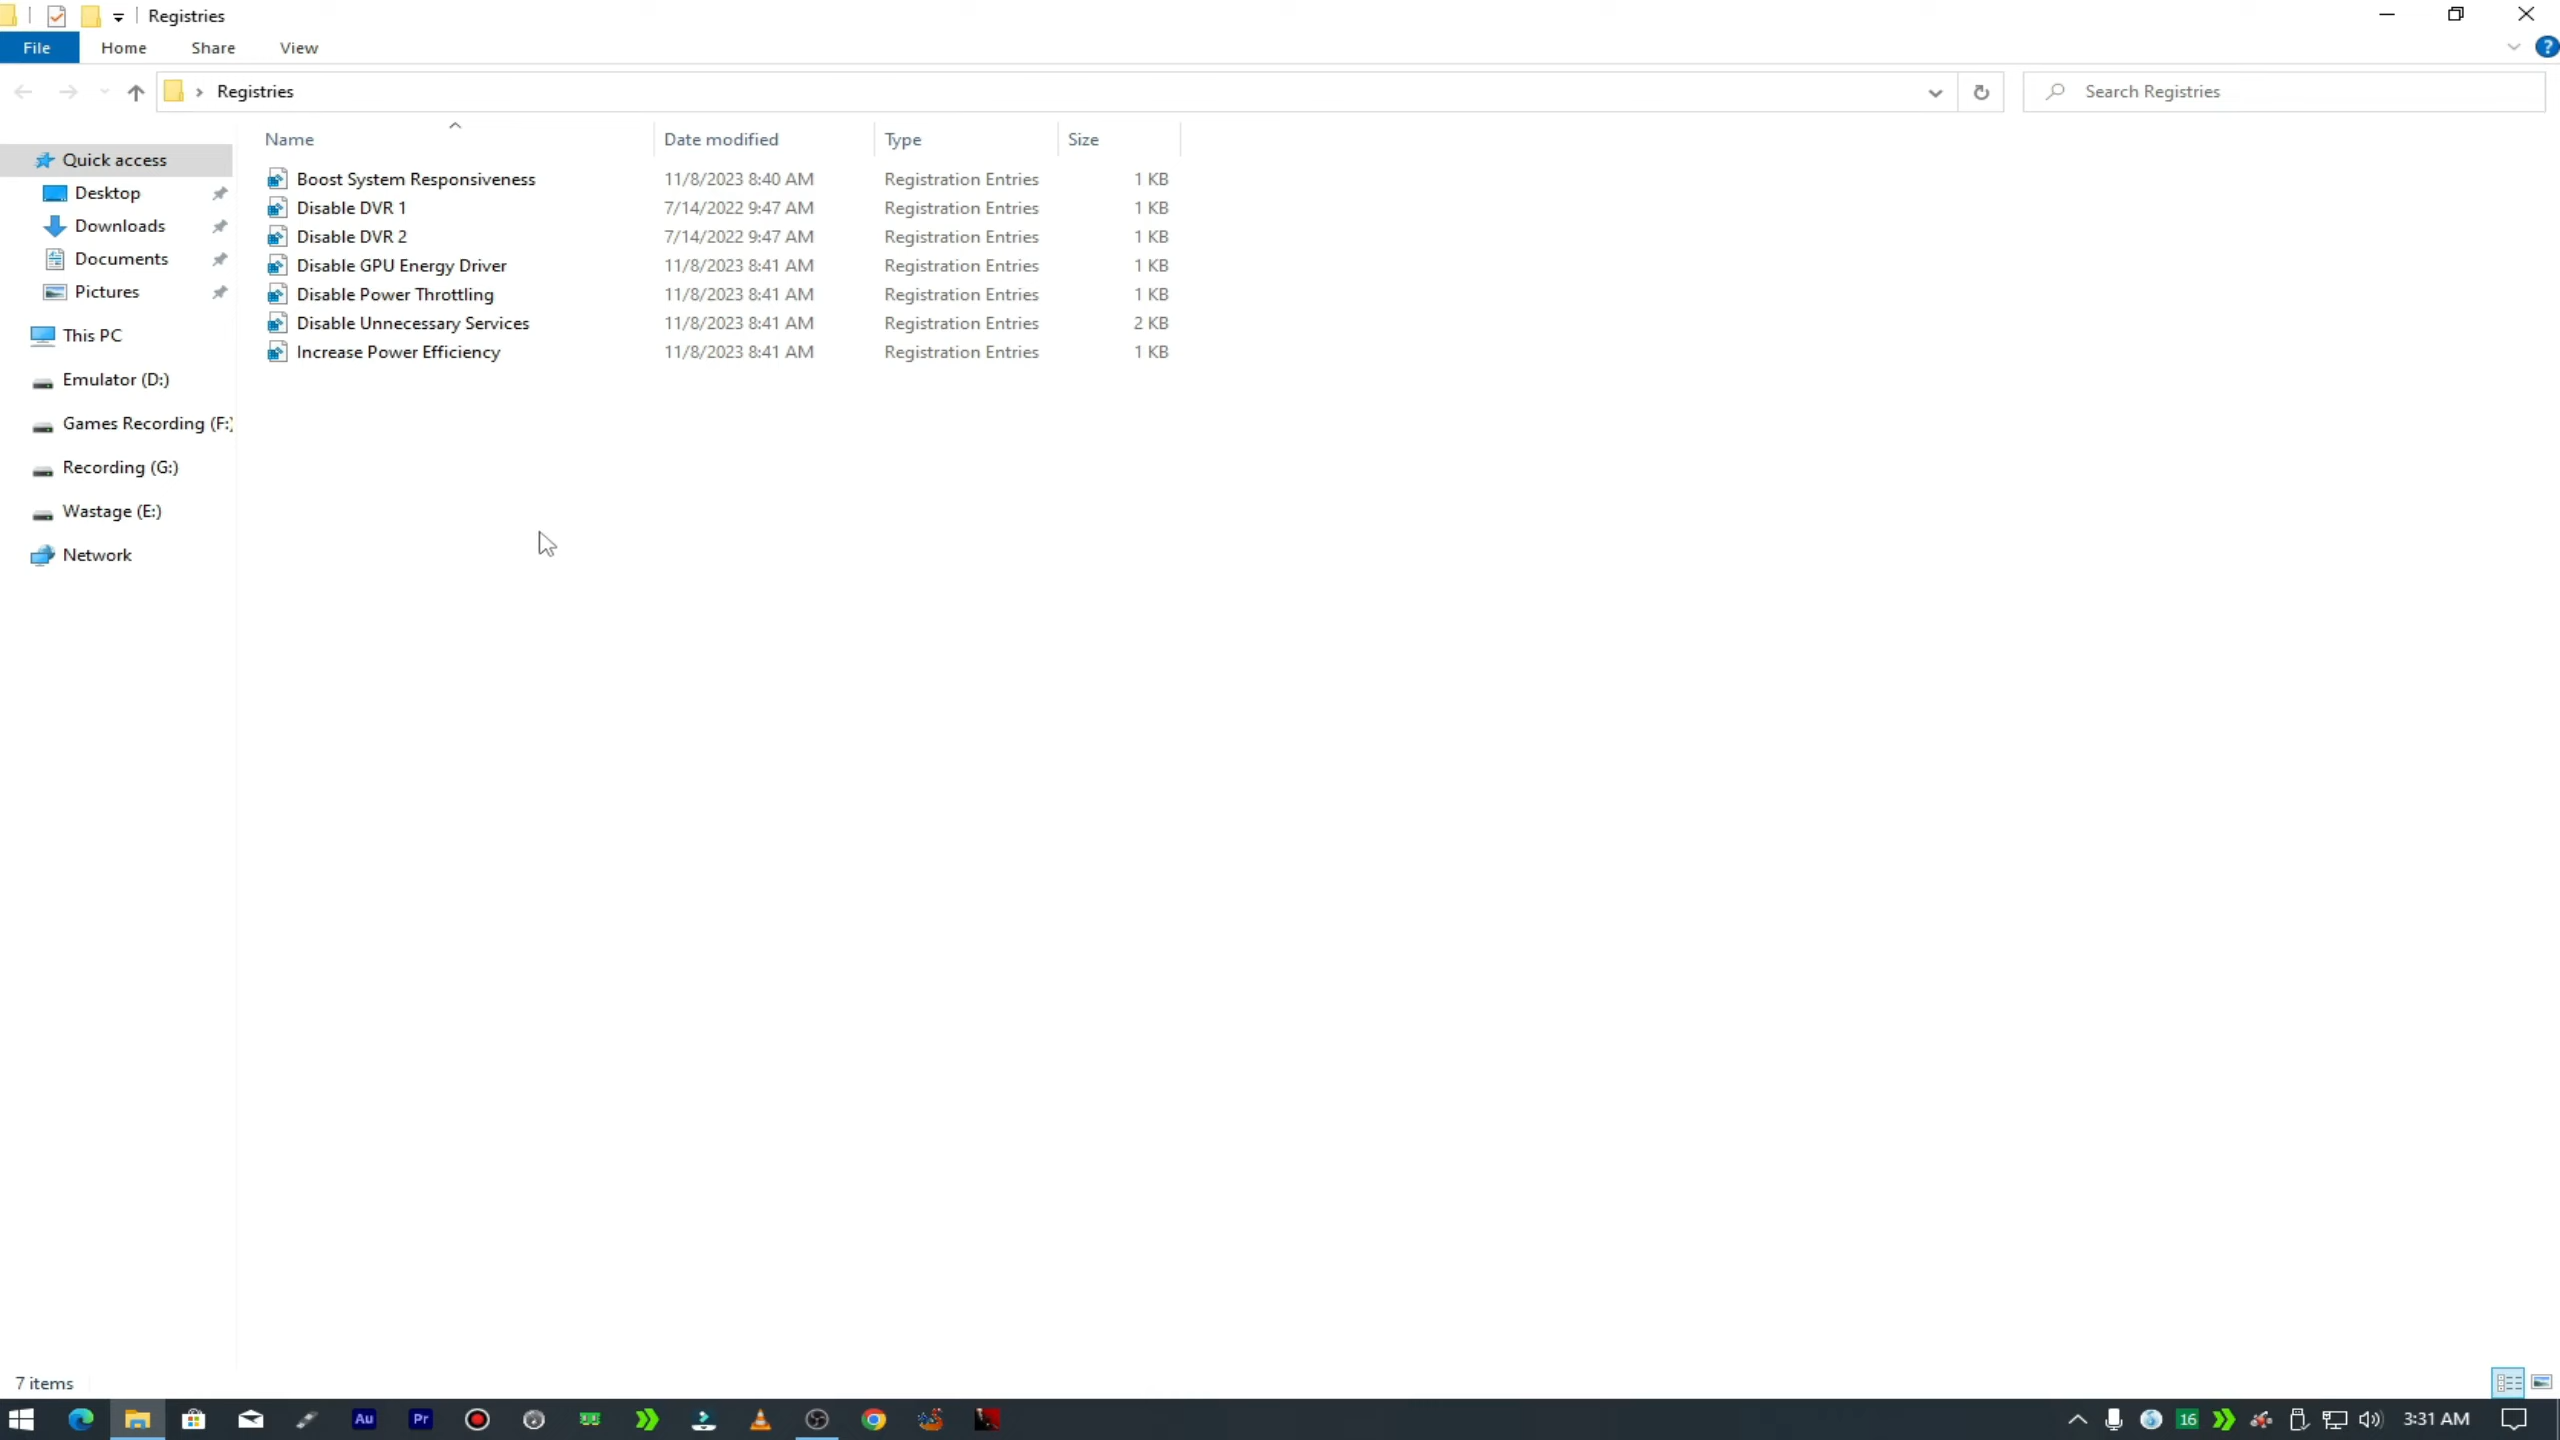 Registries
File Home Share View
Registries
Search Registries
Name Date modified Type Size
Quick access
Desktop
Downloads
Documents
Pictures
This PC
Emulator (D:)
Games Recording (F:)
Recording (G:)
Wastage (E:)
Network
Boost System Responsiveness 11/8/2023 8:40 AM Registration Entries 1 KB
Disable DVR 1 7/14/2022 9:47 AM Registration Entries 1 KB
Disable DVR 2 7/14/2022 9:47 AM Registration Entries 1 KB
Disable GPU Energy Driver 11/8/2023 8:41 AM Registration Entries 1 KB
Disable Power Throttling 11/8/2023 8:41 AM Registration Entries 1 KB
Disable Unnecessary Services 11/8/2023 8:41 AM Registration Entries 2 KB
Increase Power Efficiency 11/8/2023 8:41 AM Registration Entries 1 KB
7 items
Au Pr 16 3:31 AM